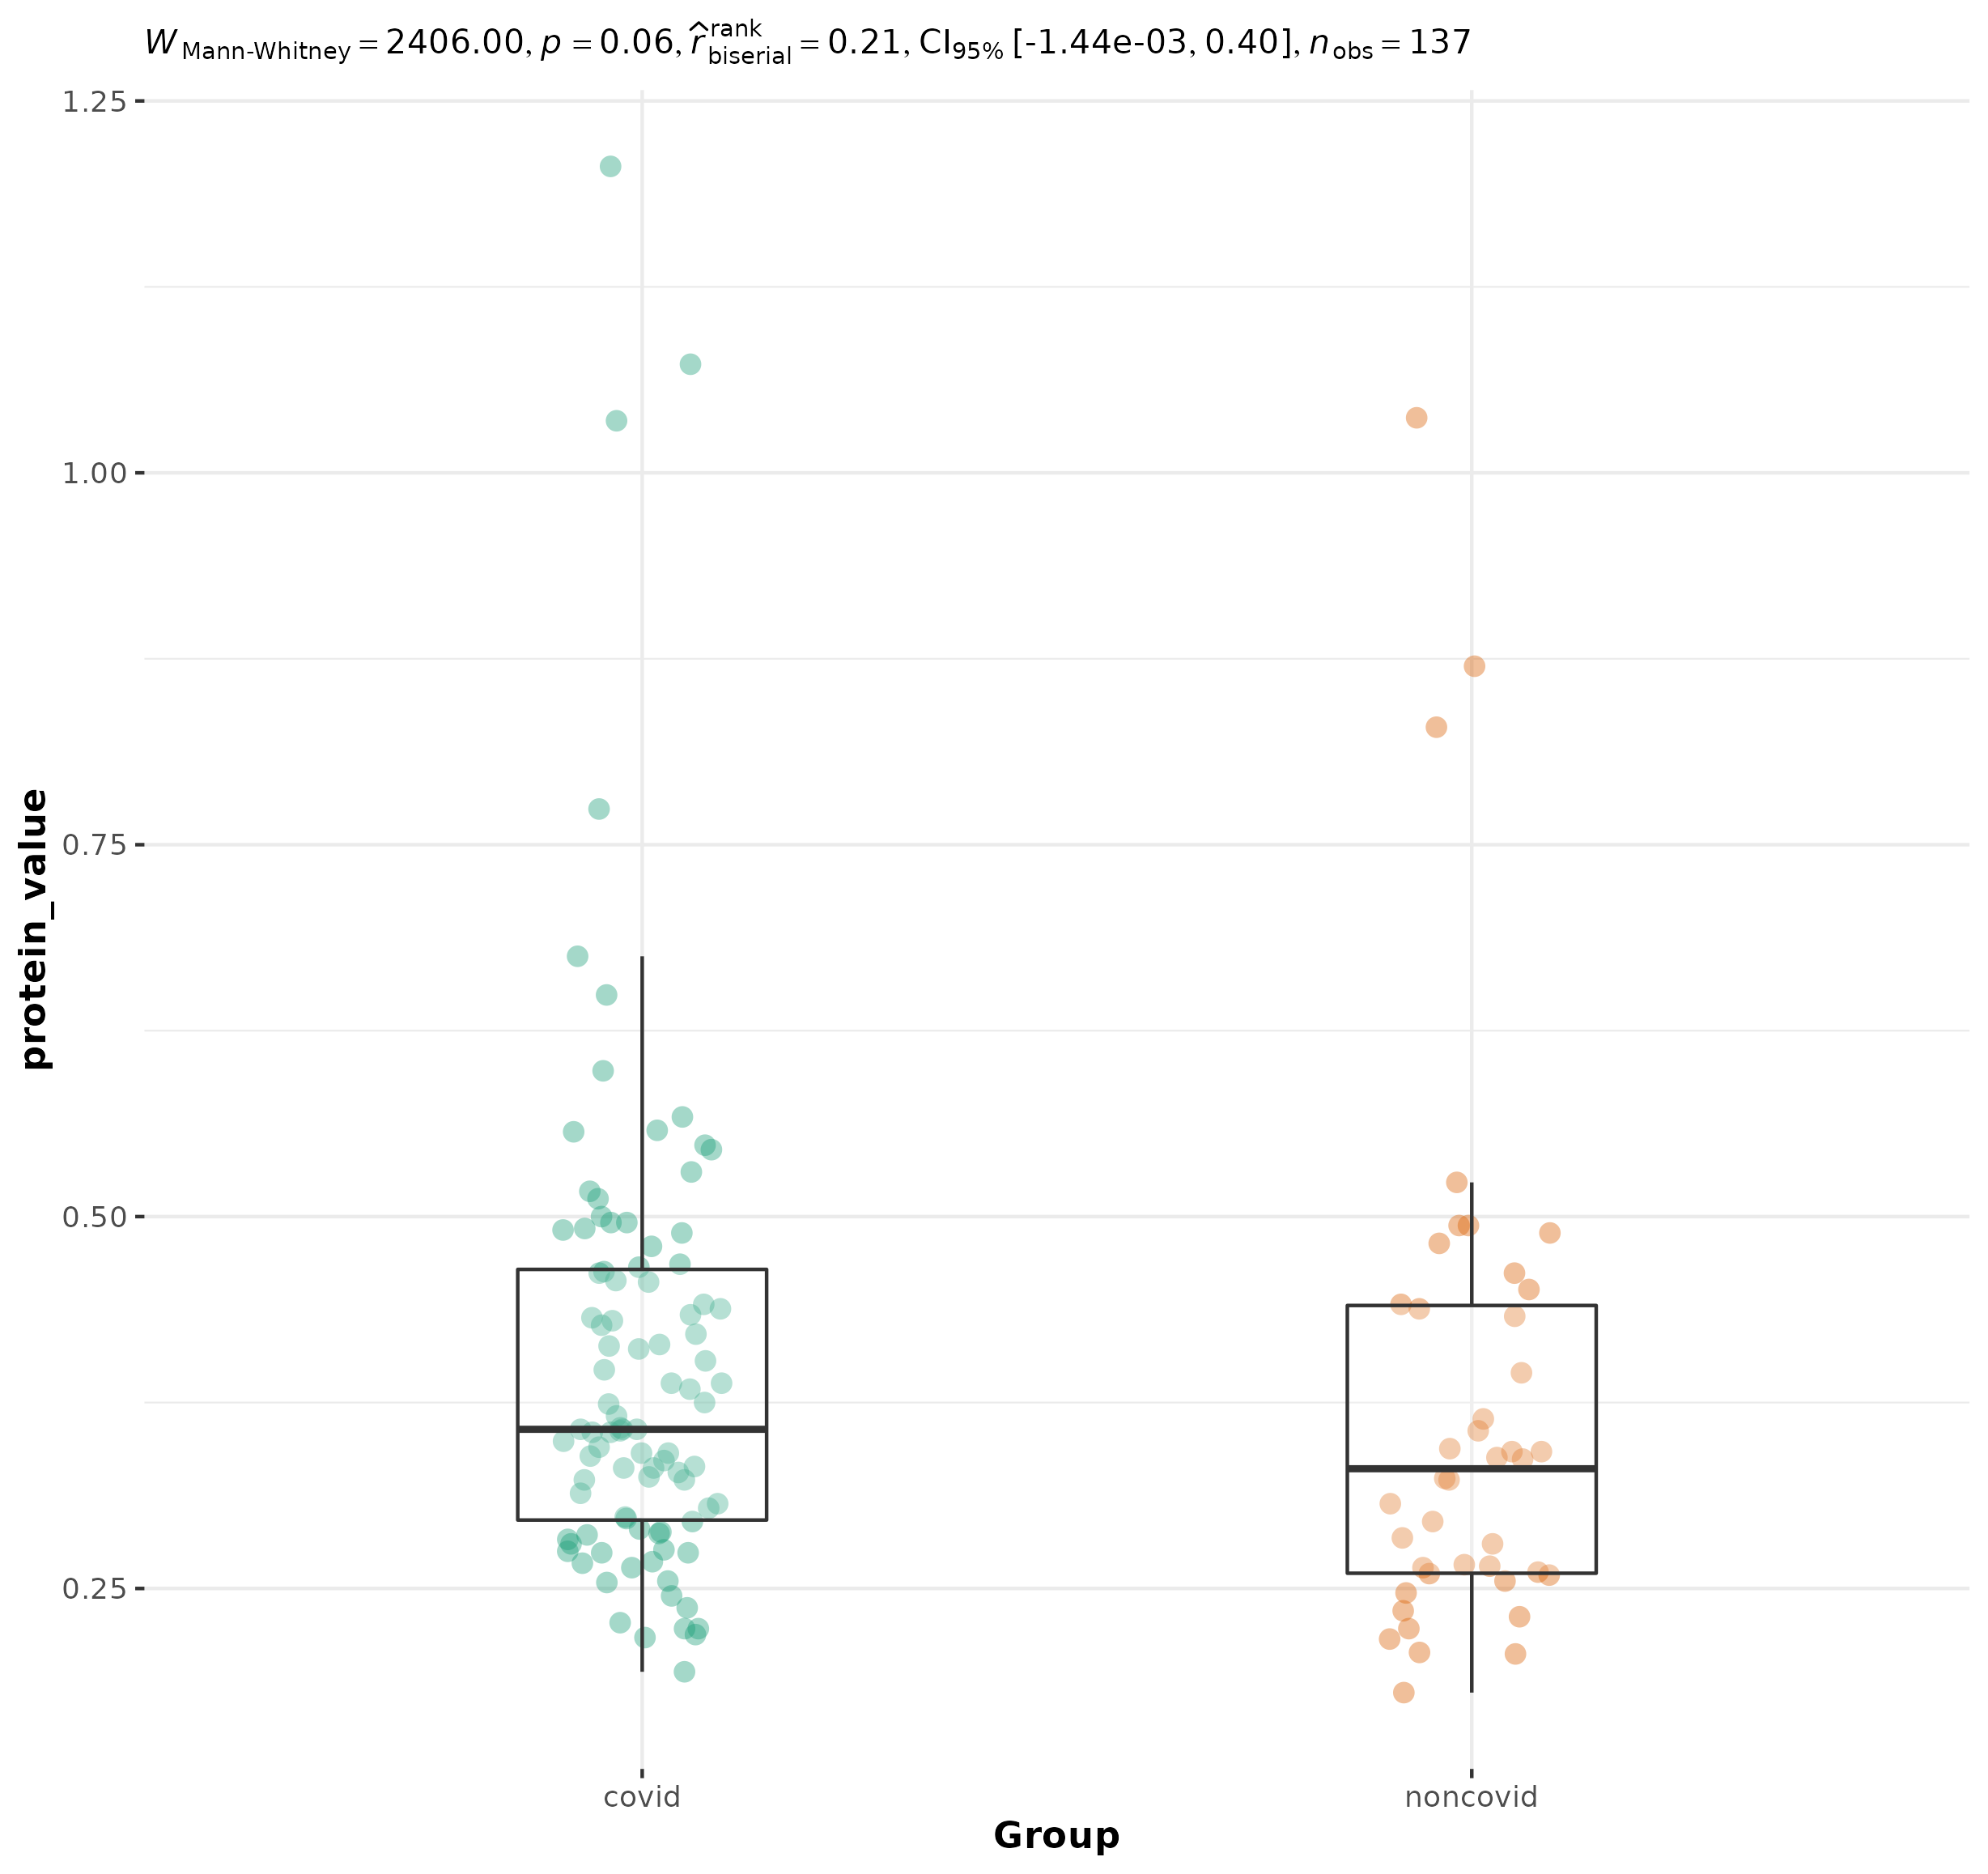 W Mann-Whitney = 2406.00, p = 0.06, r̂ rank biserial = 0.21, CI95% [-1.44e-03, 0.40], nobs = 137
1.25
1.00
0.75
0.50
0.25
protein_value
covid noncovid
Group